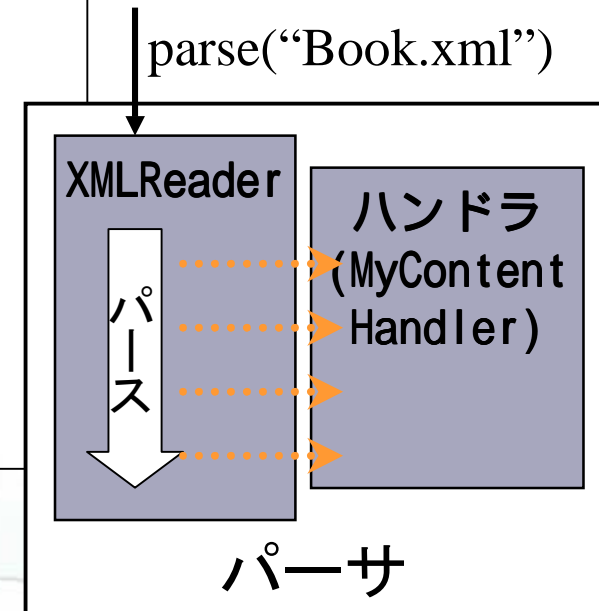 parse(“Book.xml”)
XMLReader
パース
ハンドラ
(MyContent
Handler)
パーサ